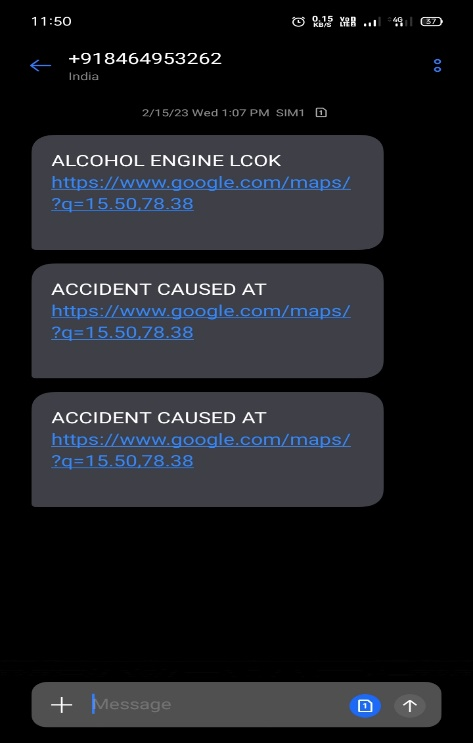 11:50
0.15 KB/S
4G
37
+918464953262
India
2/15/23 Wed 1:07 PM SIM1 1
ALCOHOL ENGINE LCOK
https://www.google.com/maps/
?q=15.50,78.38
ACCIDENT CAUSED AT
https://www.google.com/maps/
?q=15.50,78.38
ACCIDENT CAUSED AT
https://www.google.com/maps/
?q=15.50,78.38
Message
1